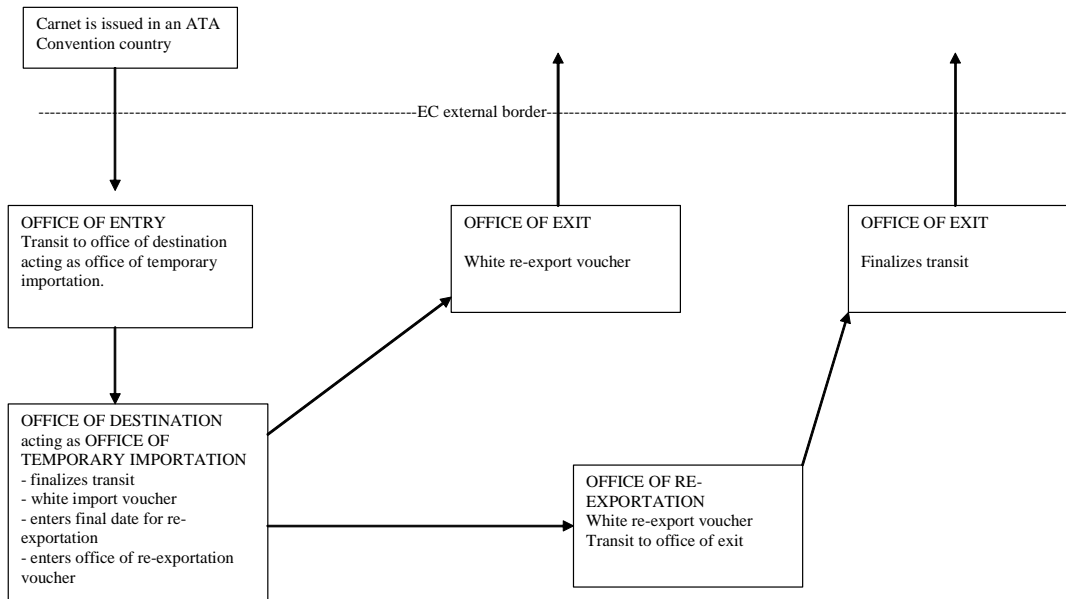 Carnet is issued in an ATA
Convention country
EC external border
OFFICE OF ENTRY
Transit to office of destination
acting as office of temporary
importation.
OFFICE OF EXIT
White re-export voucher
OFFICE OF EXIT
Finalizes transit
OFFICE OF DESTINATION
acting as OFFICE OF
TEMPORARY IMPORTATION
- finalizes transit
- white import voucher
- enters final date for re-
exportation
- enters office of re-exportation
voucher
OFFICE OF RE-
EXPORTATION
White re-export voucher
Transit to office of exit